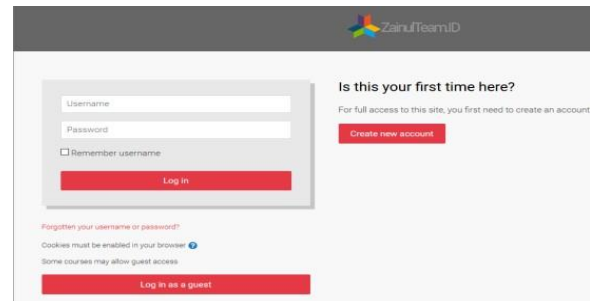 ZainulTeam.ID
Username
Password
Remember username
Log in
Forgotten your username or password?
Cookies must be enabled in your browser ?
Some courses may allow guest access
Log in as a guest
Is this your first time here?
For full access to this site, you first need to create an account
Create new account